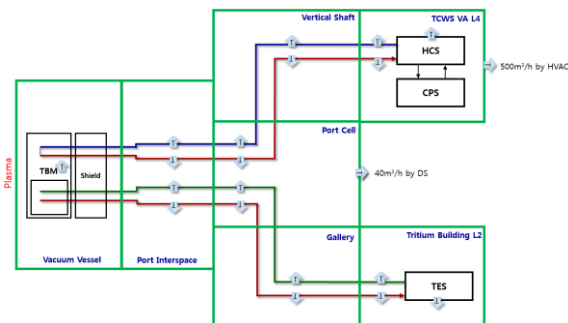 Vertical Shaft
TCWS VA L4
T
T
T
HCS
T
T
500m³/h by HVAC
CPS
Port Cell
T
T
Plasma
TBM
T
Shield
T
T
T
T
40m³/h by DS
T
T
Gallery
Tritium Building L2
Vacuum Vessel
Port Interspace
T
T
TES
T
T
T